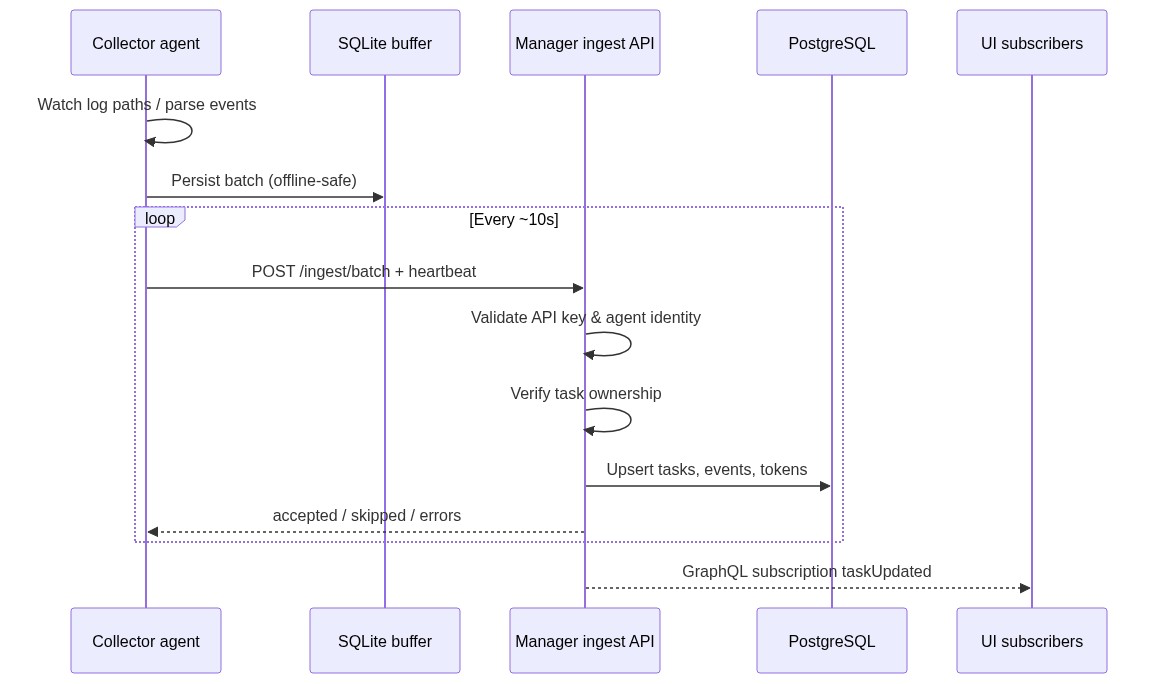 Collector agent
SQLite buffer
Manager ingest API
PostgreSQL
UI subscribers
Watch log paths / parse events
Persist batch (offline-safe)
loop
[Every ~10s]
POST /ingest/batch + heartbeat
Validate API key & agent identity
Verify task ownership
Upsert tasks, events, tokens
accepted / skipped / errors
GraphQL subscription taskUpdated
Collector agent
SQLite buffer
Manager ingest API
PostgreSQL
UI subscribers